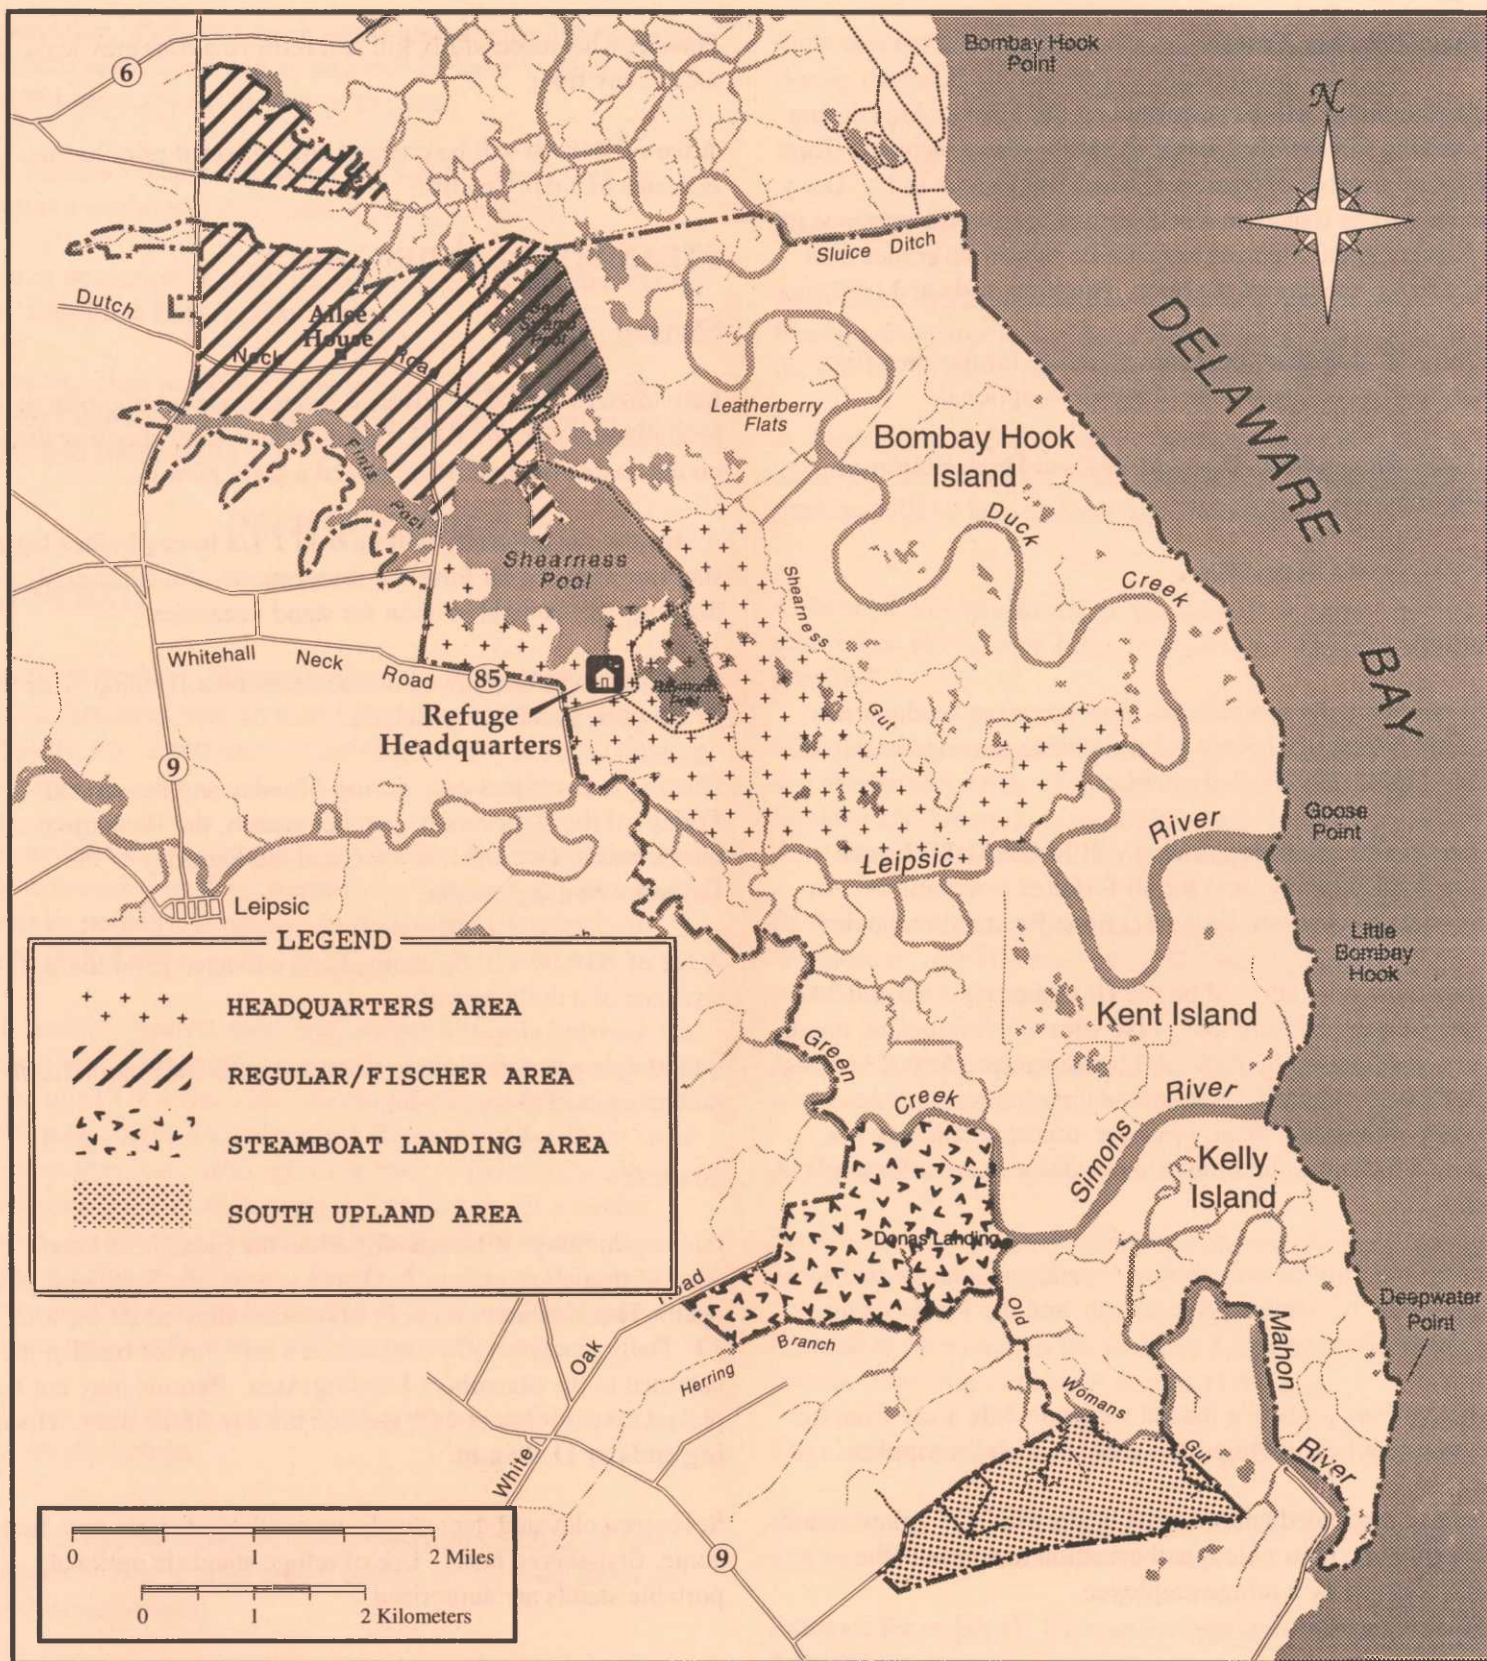 Bombay Hook
Point
N
6
Sluice Ditch
DELAWARE
BAY
Dutch
Neck
Road
Allee
House
Leatherberry
Flats
Bombay Hook
Island
Duck
Creek
Finis
Pool
Shearness
Pool
Shearness
Gut
Whitehall
Neck
Road
85
Refuge
Headquarters
9
Goose
Point
River
Leipsic
Leipsic
Little
Bombay
Hook
Kent Island
Green
Creek
River
Simons
Kelly
Island
Donas Landing
Road
Oak
White
Branch
Herring
Old
Womans
Gut
Mahon
River
Deepwater
Point
9
LEGEND
HEADQUARTERS AREA
REGULAR/FISCHER AREA
STEAMBOAT LANDING AREA
SOUTH UPLAND AREA
0 1 2 Miles
0 1 2 Kilometers